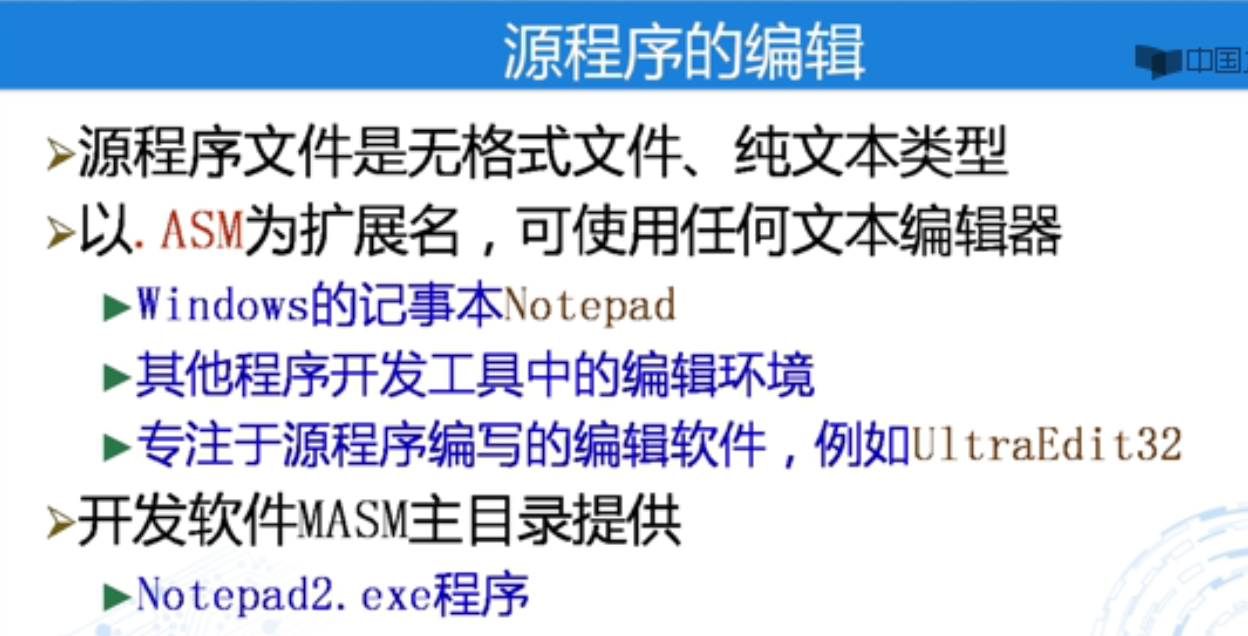 源程序的编辑
中国
源程序文件是无格式文件、纯文本类型
以.ASM为扩展名，可使用任何文本编辑器
Windows的记事本Notepad
其他程序开发工具中的编辑环境
专注于源程序编写的编辑软件，例如UltraEdit32
开发软件MASM主目录提供
Notepad2.exe程序